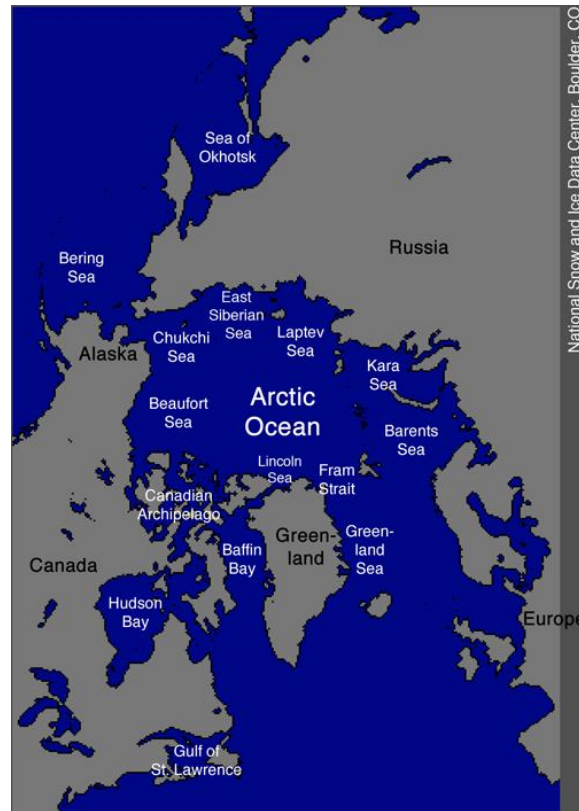 Sea of
Okhotsk
Russia
Bering
Sea
East
Siberian
Sea
Chukchi
Sea
Laptev
Sea
Alaska
Kara
Sea
Arctic
Ocean
Beaufort
Sea
Barents
Sea
Lincoln
Sea
Fram
Strait
Canadian
Archipelago
Green-
land
Green-
land
Sea
Baffin
Bay
Canada
Hudson
Bay
Europe
Gulf of
St. Lawrence
National Snow and Ice Data Center, Boulder, CO